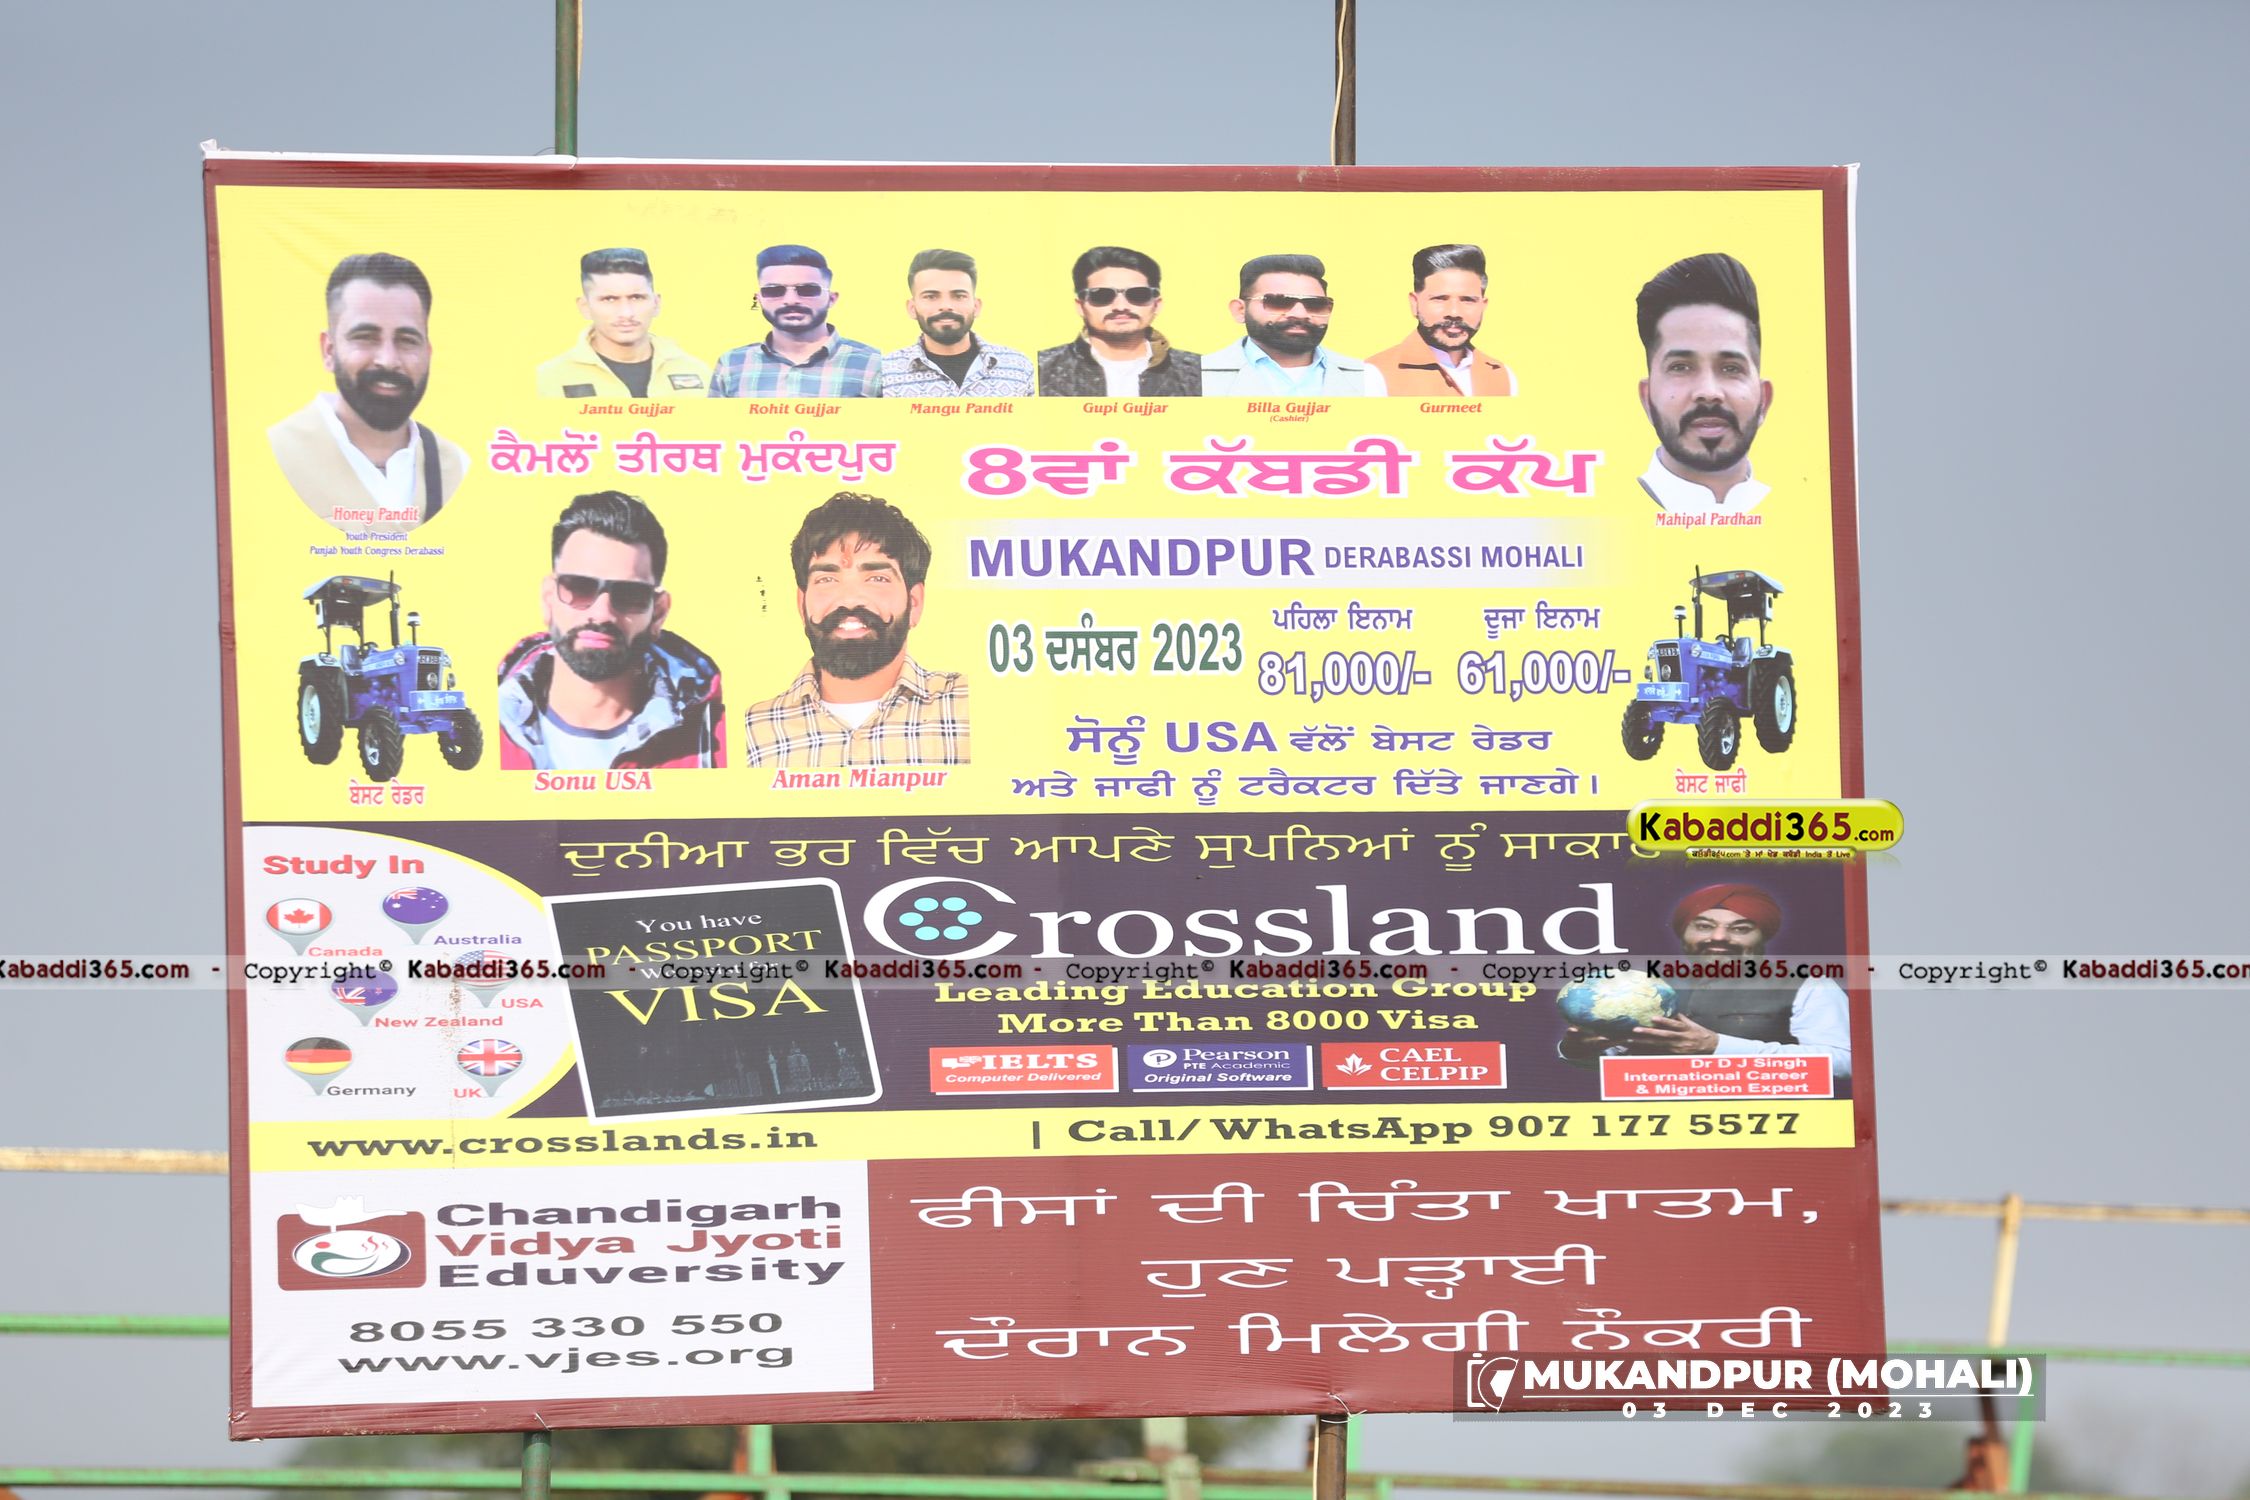 Jantu Gujjar
Rohit Gujjar
Mangu Pandit
Gupi Gujjar
Billa Gujjar
(Cashier)
Gurmeet
Honey Pandit
Youth President
Punjab Youth Congress Derabassi
Mahipal Pardhan
ਕੈਮਲੋਂ ਤੀਰਥ ਮੁਕੰਦਪੁਰ
8ਵਾਂ ਕੱਬਡੀ ਕੱਪ
MUKANDPUR DERABASSI MOHALI
03 ਦਸੰਬਰ 2023
ਪਹਿਲਾ ਇਨਾਮ
81,000/-
ਦੂਜਾ ਇਨਾਮ
61,000/-
ਸੋਨੂੰ USA ਵੱਲੋਂ ਬੇਸਟ ਰੇਡਰ
ਅਤੇ ਜਾਫੀ ਨੂੰ ਟਰੈਕਟਰ ਦਿੱਤੇ ਜਾਣਗੇ।
ਬੇਸਟ ਰੇਡਰ
Sonu USA
Aman Mianpur
ਬੇਸਟ ਜਾਫੀ
Kabaddi365.com
ਦੁਨੀਆ ਭਰ ਵਿੱਚ ਆਪਣੇ ਸੁਪਨਿਆਂ ਨੂੰ
Study In
Canada
Australia
USA
New Zealand
Germany
UK
You have
PASSPORT
VISA
Crossland
Kabaddi365.com - Copyright© Kabaddi365.com - Copyright© Kabaddi365.com - Copyright© Kabaddi365.com - Copyright© Kabaddi365.com - Copyright© Kabaddi365.com
Leading Education Group
More Than 8000 Visa
IELTS
Computer Delivered
Pearson
PTE Academic
Original Software
CAEL
CELPIP
Dr D J Singh
International Career
& Migration Expert
www.crosslands.in | Call/WhatsApp 907 177 5577
Chandigarh
Vidya Jyoti
Eduversity
8055 330 550
www.vjes.org
ਫੀਸਾਂ ਦੀ ਚਿੰਤਾ ਖਾਤਮ,
ਹੁਣ ਪੜ੍ਹਾਈ
ਦੌਰਾਨ ਮਿਲੇਗੀ ਨੌਕਰੀ
MUKANDPUR (MOHALI)
03 DEC 2023